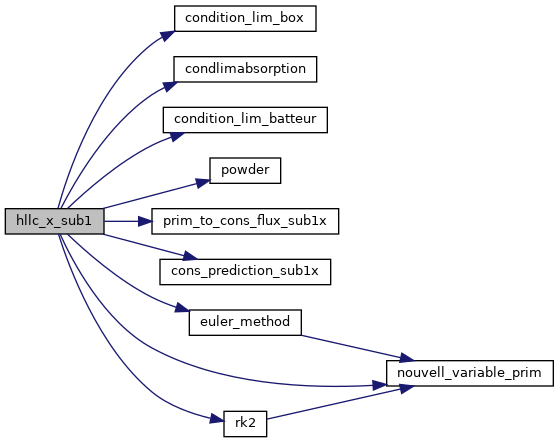 condition_lim_box
condlimabsorption
condition_lim_batteur
powder
hllc_x_sub1
prim_to_cons_flux_sub1x
cons_prediction_sub1x
euler_method
nouvell_variable_prim
rk2